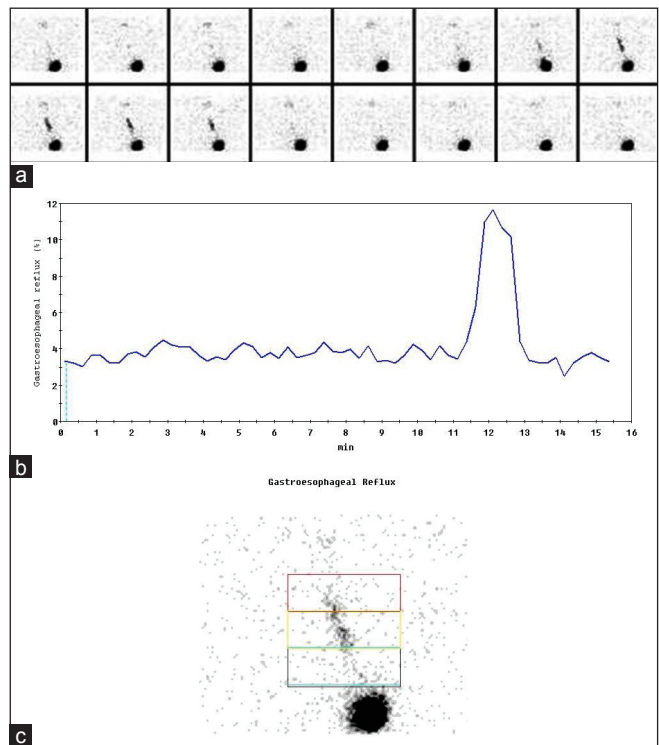 a
Gastroesophageal reflux (%)
12
10
8
6
4
2
0
0 1 2 3 4 5 6 7 8 9 10 11 12 13 14 15 16
min
b
Gastroesophageal Reflux
c